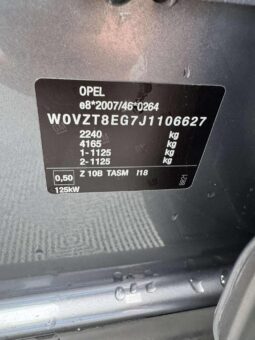 OPEL
e8*2007/46*0264
W0VZT8EG7J1106627
2240 kg
4165 kg
1-1125 kg
2-1125 kg
0,50 Z 10B TASM I18
125kW